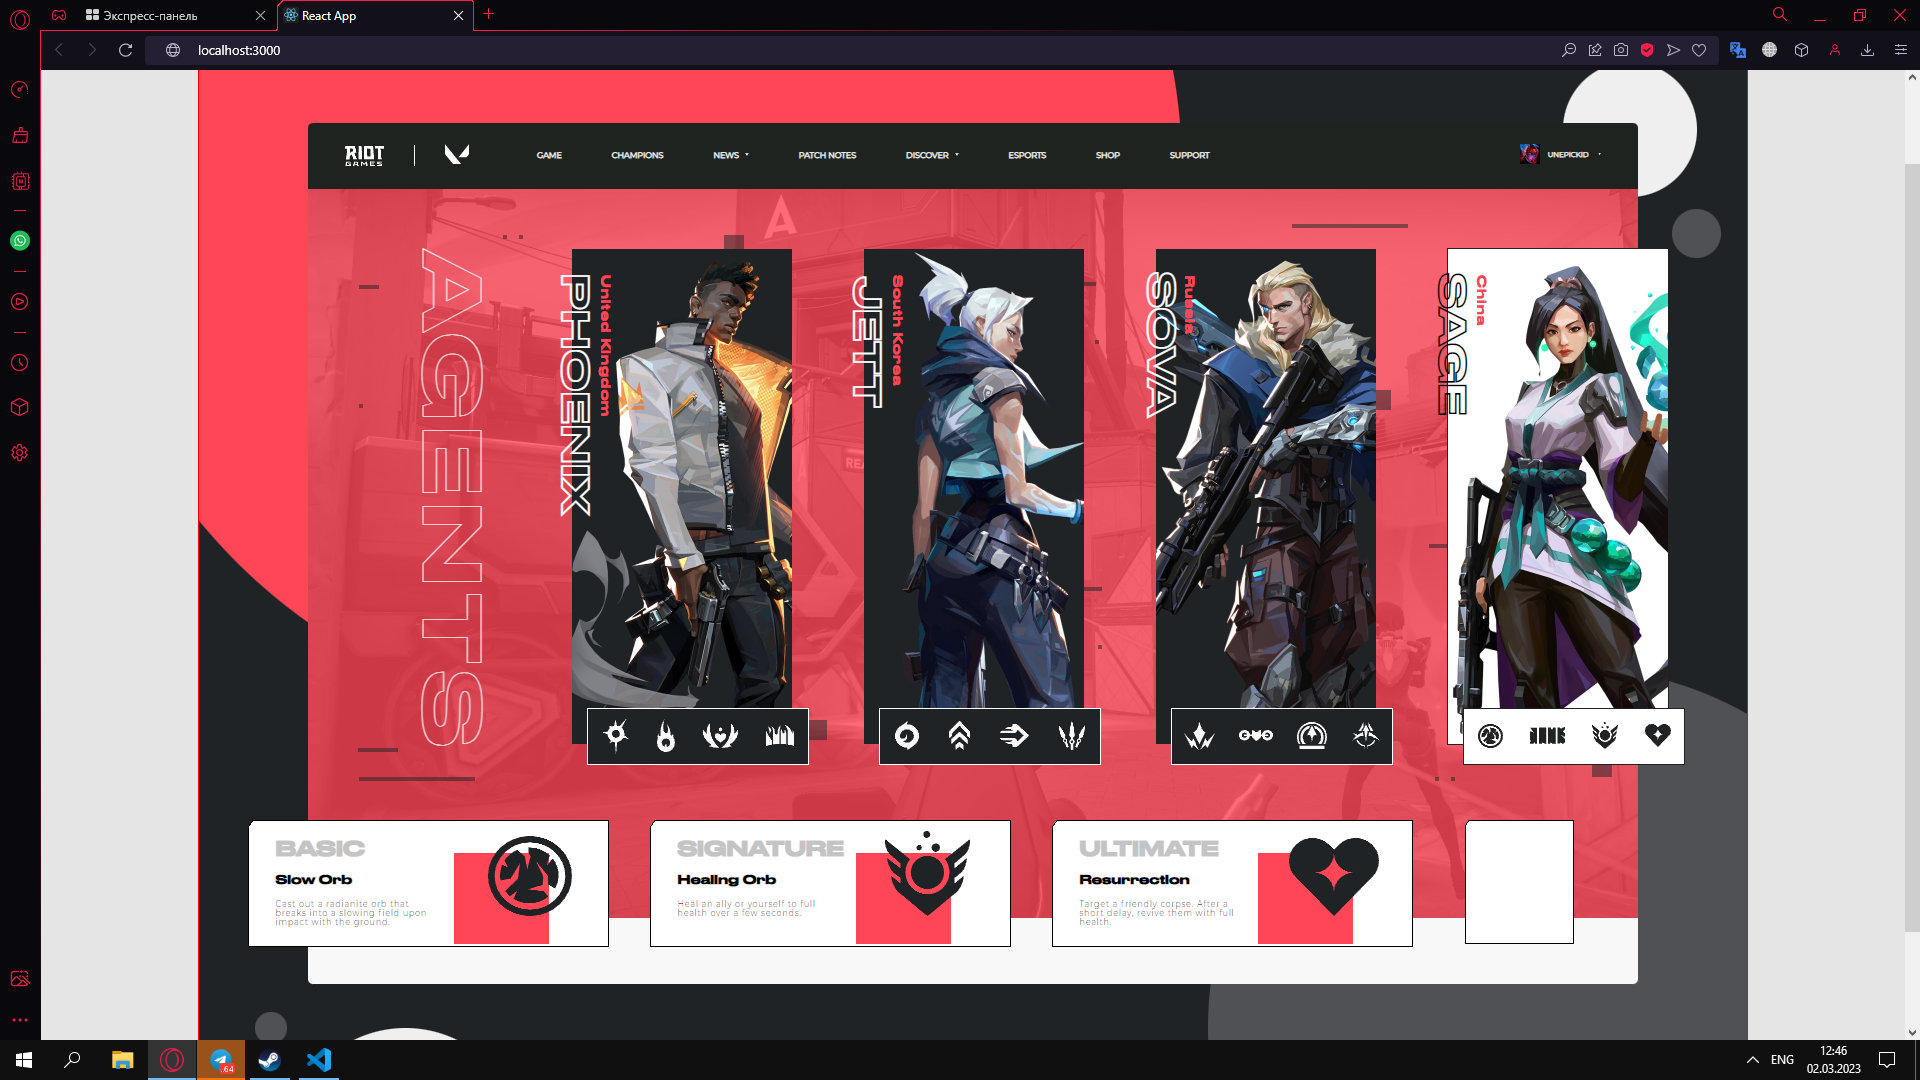 Экспресс-панель
React App
localhost:3000
RIOT GAMES
GAME
CHAMPIONS
NEWS
PATCH NOTES
DISCOVER
ESPORTS
SHOP
SUPPORT
UNEPICKID
A
AGENTS
United Kingdom
PHOENIX
South Korea
JETT
Russia
SOVA
China
SAGE
BASIC
Slow Orb
Cast out a radianite orb that
breaks into a slowing field upon
impact with the ground.
SIGNATURE
Healing Orb
Heal an ally or yourself to full
health over a few seconds.
ULTIMATE
Resurrection
Target a friendly corpse. After a
short delay, revive them with full
health.
ENG
12:46
02.03.2023